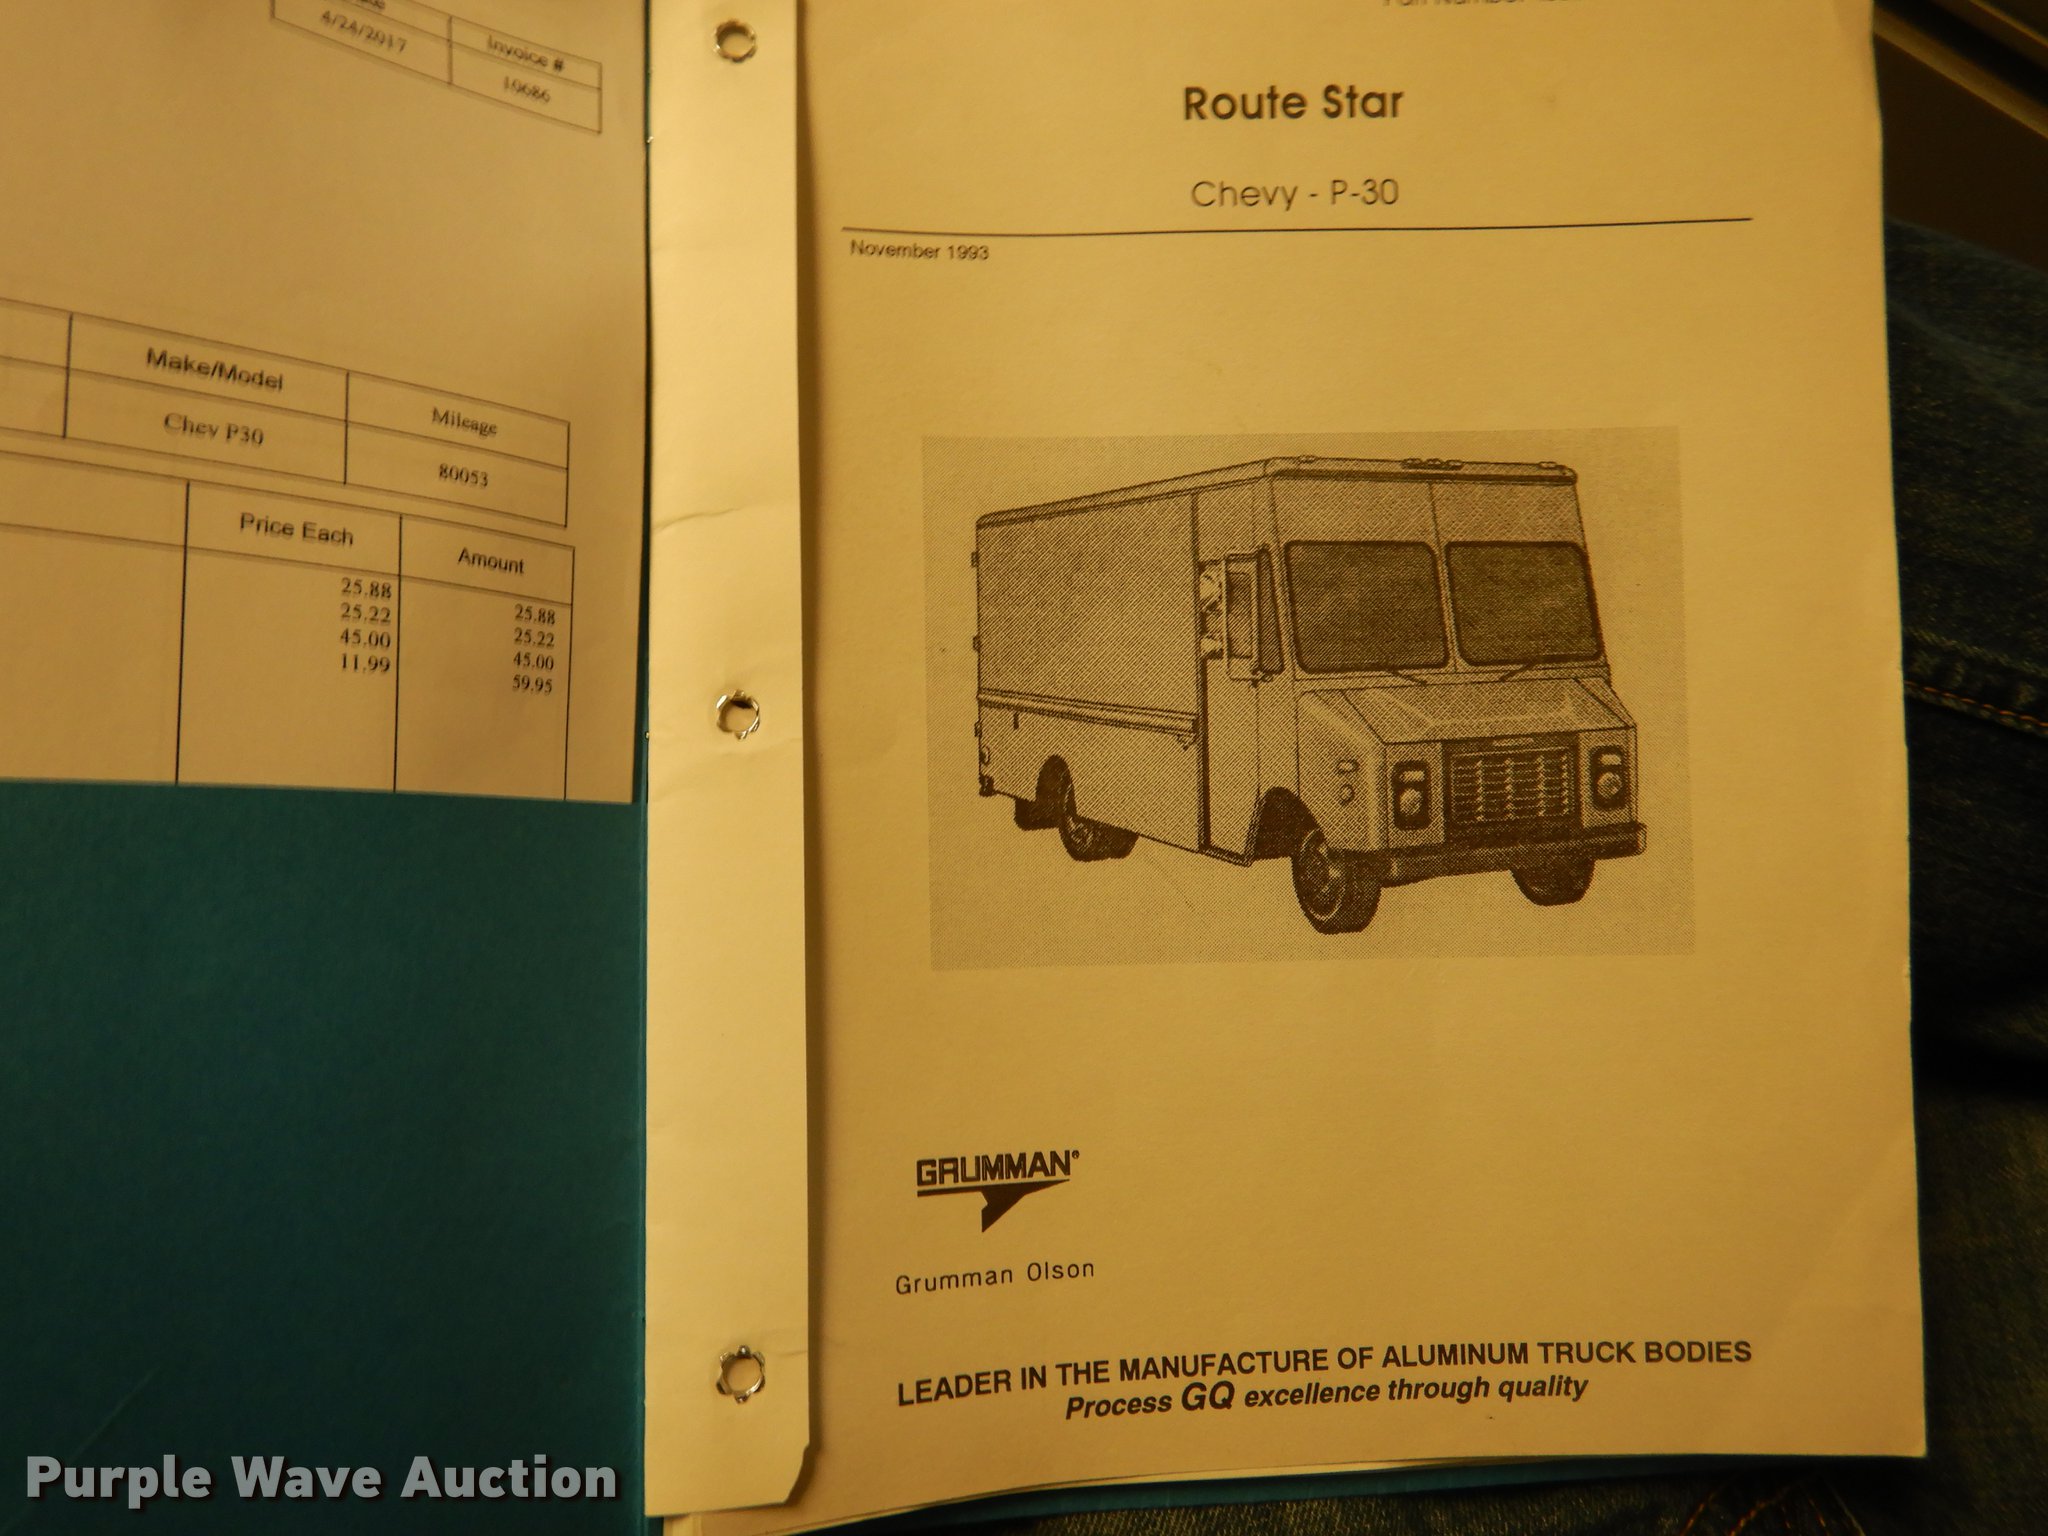 4/24/2017
Invoice #
10686
Make/Model
Mileage
Chev P30
80053
Price Each
Amount
25.88
25.88
25.22
25.22
45.00
45.00
11.99
59.95
Part Number
Route Star
Chevy - P-30
November 1993
GRUMMAN®
Grumman Olson
LEADER IN THE MANUFACTURE OF ALUMINUM TRUCK BODIES
Process GQ excellence through quality
Purple Wave Auction